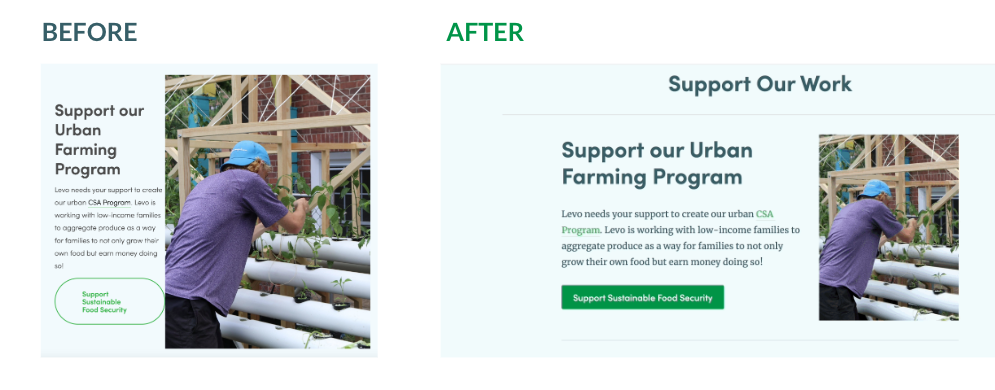 BEFORE
AFTER
Support our
Urban
Farming
Program
Levo needs your support to create
our urban CSA Program. Levo is
working with low-income families
to aggregate produce as a way
for families to not only grow their
own food but earn money doing
so!
Support
Sustainable
Food Security
Support Our Work
Support our Urban
Farming Program
Levo needs your support to create our urban CSA
Program. Levo is working with low-income families to
aggregate produce as a way for families to not only
grow their own food but earn money doing so!
Support Sustainable Food Security